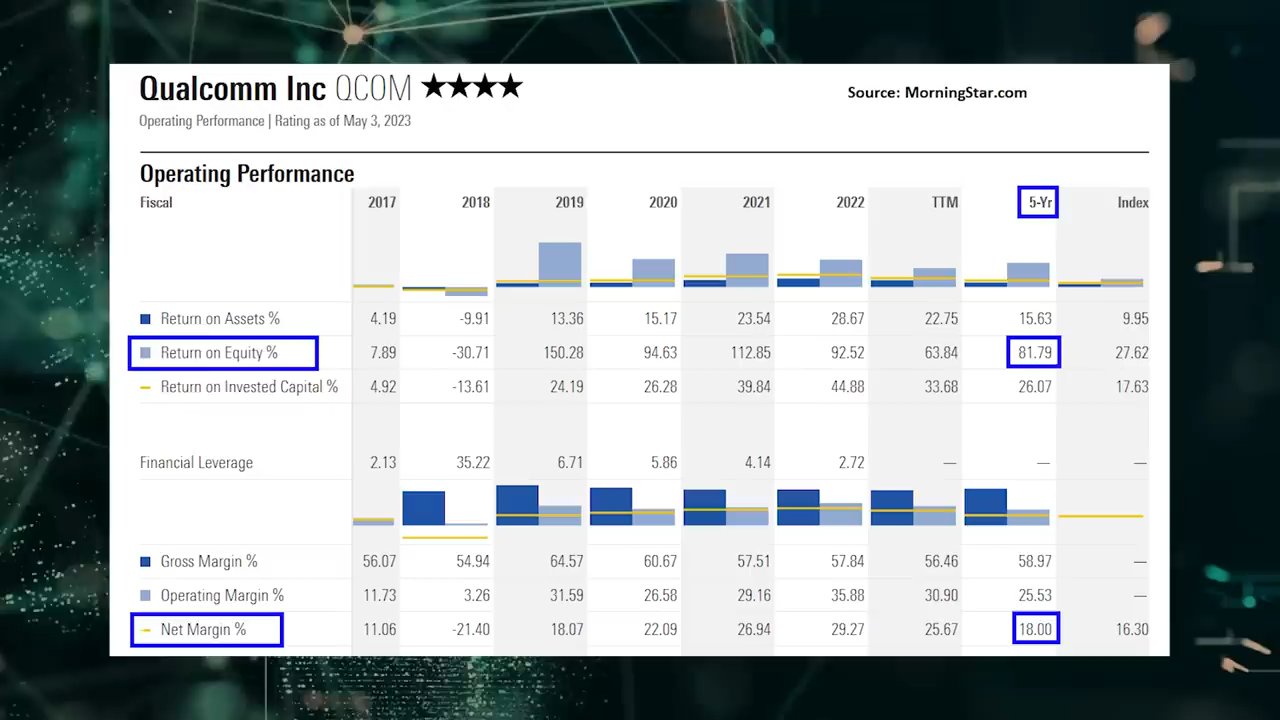 Qualcomm Inc QCOM ★★★★
Source: MorningStar.com
Operating Performance | Rating as of May 3, 2023
Operating Performance
Fiscal 2017 2018 2019 2020 2021 2022 TTM 5-Yr Index
Return on Assets % 4.19 -9.91 13.36 15.17 23.54 28.67 22.75 15.63 9.95
Return on Equity % 7.89 -30.71 150.28 94.63 112.85 92.52 63.84 81.79 27.62
Return on Invested Capital % 4.92 -13.61 24.19 26.28 39.84 44.88 33.68 26.07 17.63
Financial Leverage 2.13 35.22 6.71 5.86 4.14 2.72 — — —
Gross Margin % 56.07 54.94 64.57 60.67 57.51 57.84 56.46 58.97 —
Operating Margin % 11.73 3.26 31.59 26.58 29.16 35.88 30.90 25.53 —
Net Margin % 11.06 -21.40 18.07 22.09 26.94 29.27 25.67 18.00 16.30